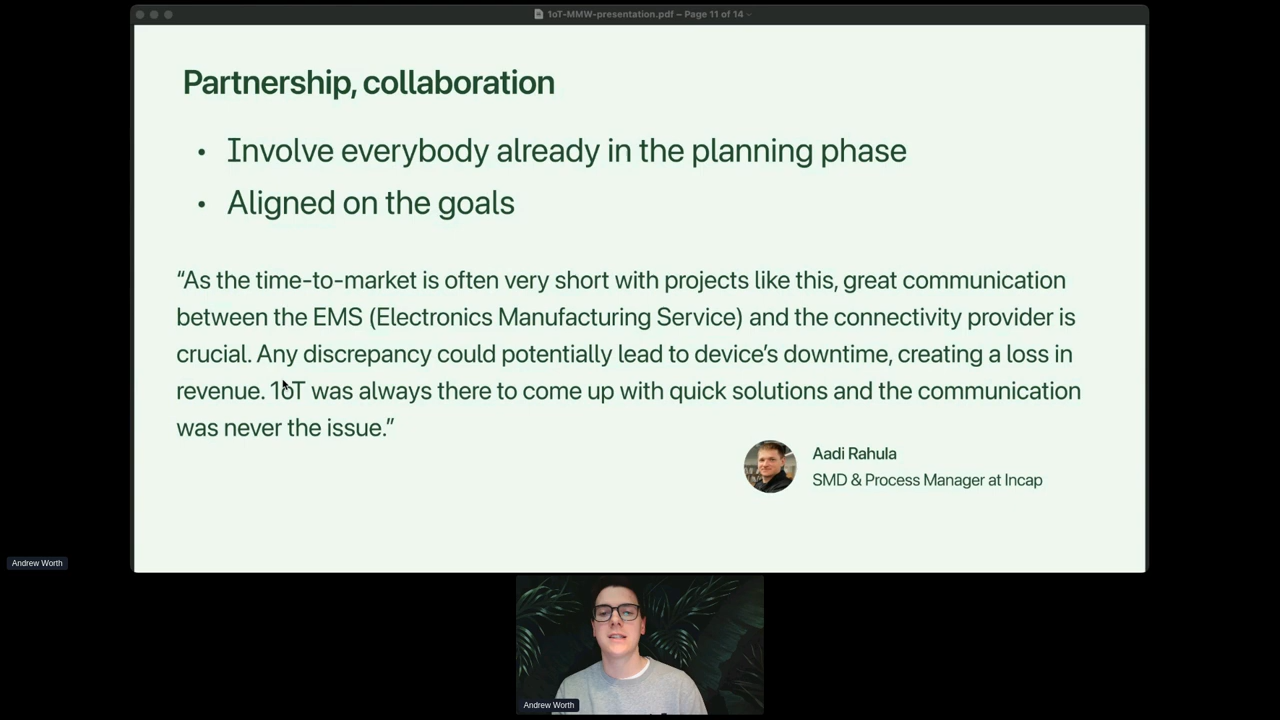 1oT-MMW-presentation.pdf – Page 11 of 14
Partnership, collaboration
• Involve everybody already in the planning phase
• Aligned on the goals
“As the time-to-market is often very short with projects like this, great communication
between the EMS (Electronics Manufacturing Service) and the connectivity provider is
crucial. Any discrepancy could potentially lead to device’s downtime, creating a loss in
revenue. 1oT was always there to come up with quick solutions and the communication
was never the issue.”
Aadi Rahula
SMD & Process Manager at Incap
Andrew Worth
Andrew Worth